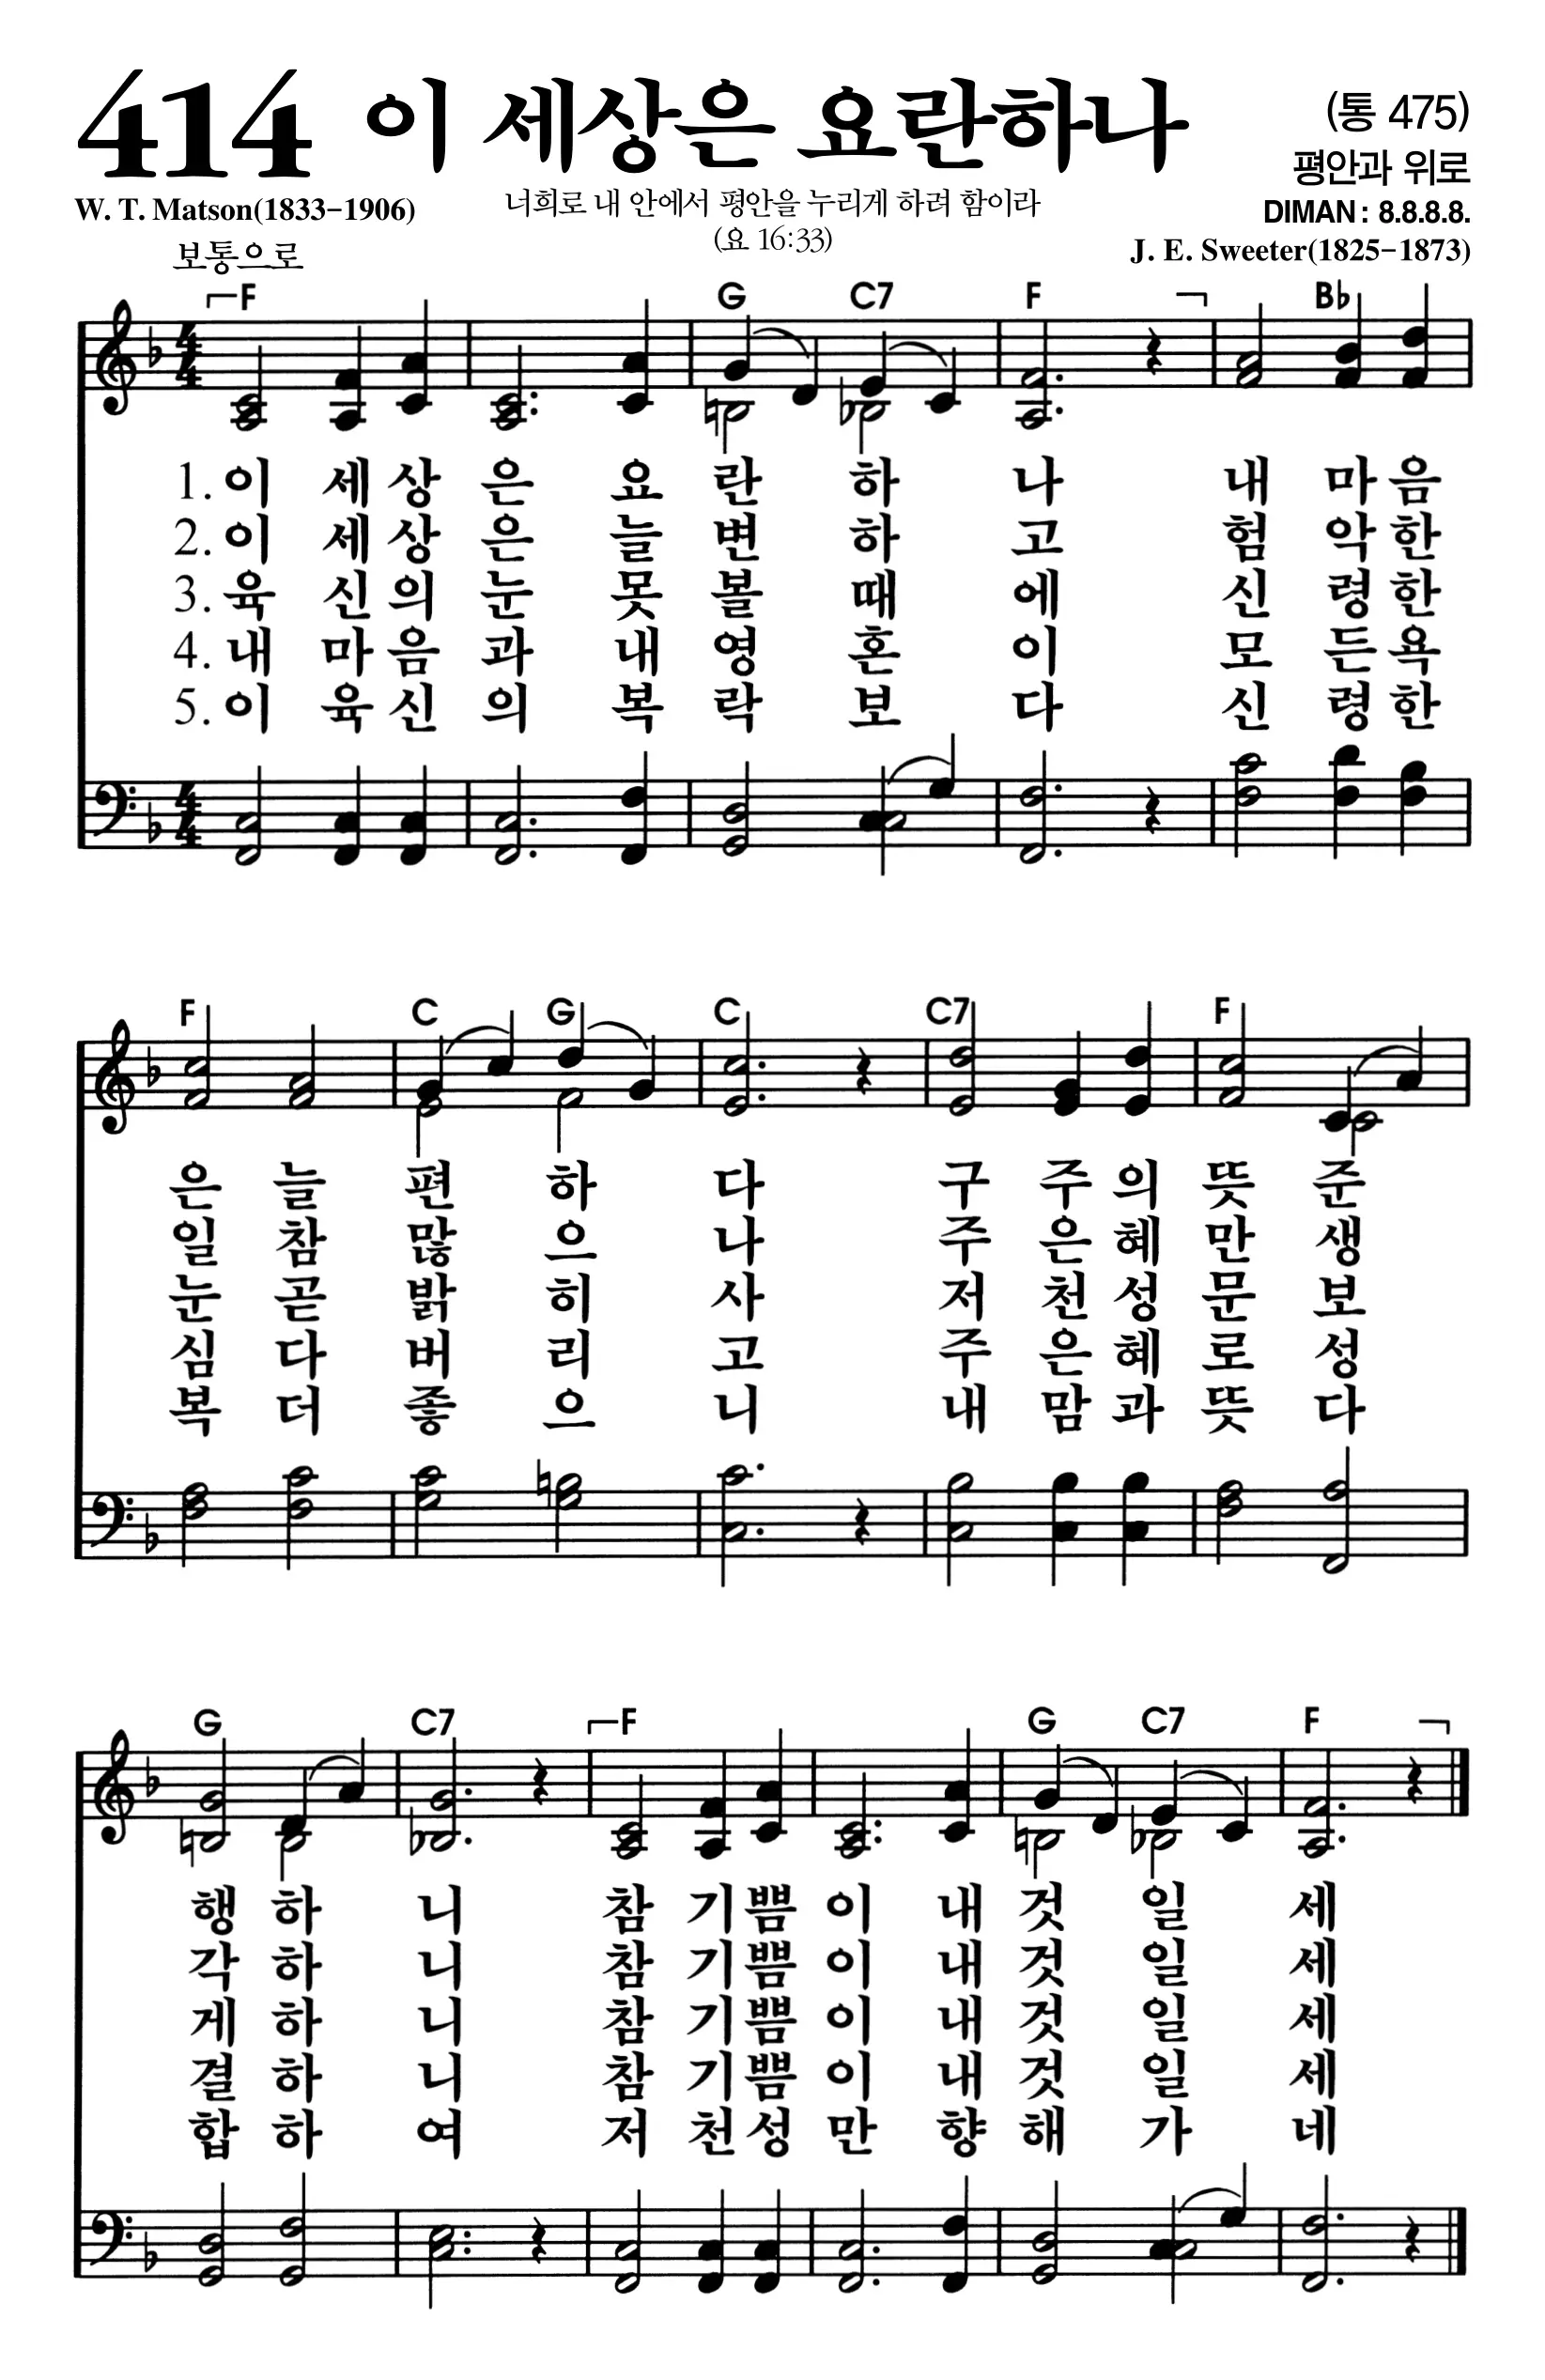 414 이 세상은 요란하나
(통 475)
평안과 위로
W. T. Matson(1833-1906)
너희로 내 안에서 평안을 누리게 하려 함이라
(요 16:33)
DIMAN : 8.8.8.8.
J. E. Sweeter(1825-1873)
보통으로
F G C7 F B♭
1. 이 세 상 은 요 란 하 나 내 마 음
2. 이 세 상 은 늘 변 하 고 험 악 한
3. 육 신 의 눈 못 볼 때 에 신 령 한
4. 내 마 음 과 내 영 혼 이 모 든 욕
5. 이 육 신 의 복 락 보 다 신 령 한
F C G C C7 F
은 늘 편 하 다 구 주 의 뜻 준
일 참 많 으 나 주 은 혜 만 생
눈 곧 밝 히 사 저 천 성 문 보
심 다 버 리 고 주 은 혜 로 성
복 더 좋 으 니 내 맘 과 뜻 다
G C7 F G C7 F
행 하 니 참 기 쁨 이 내 것 일 세
각 하 니 참 기 쁨 이 내 것 일 세
게 하 니 참 기 쁨 이 내 것 일 세
결 하 니 참 기 쁨 이 내 것 일 세
합 하 여 저 천 성 만 향 해 가 네